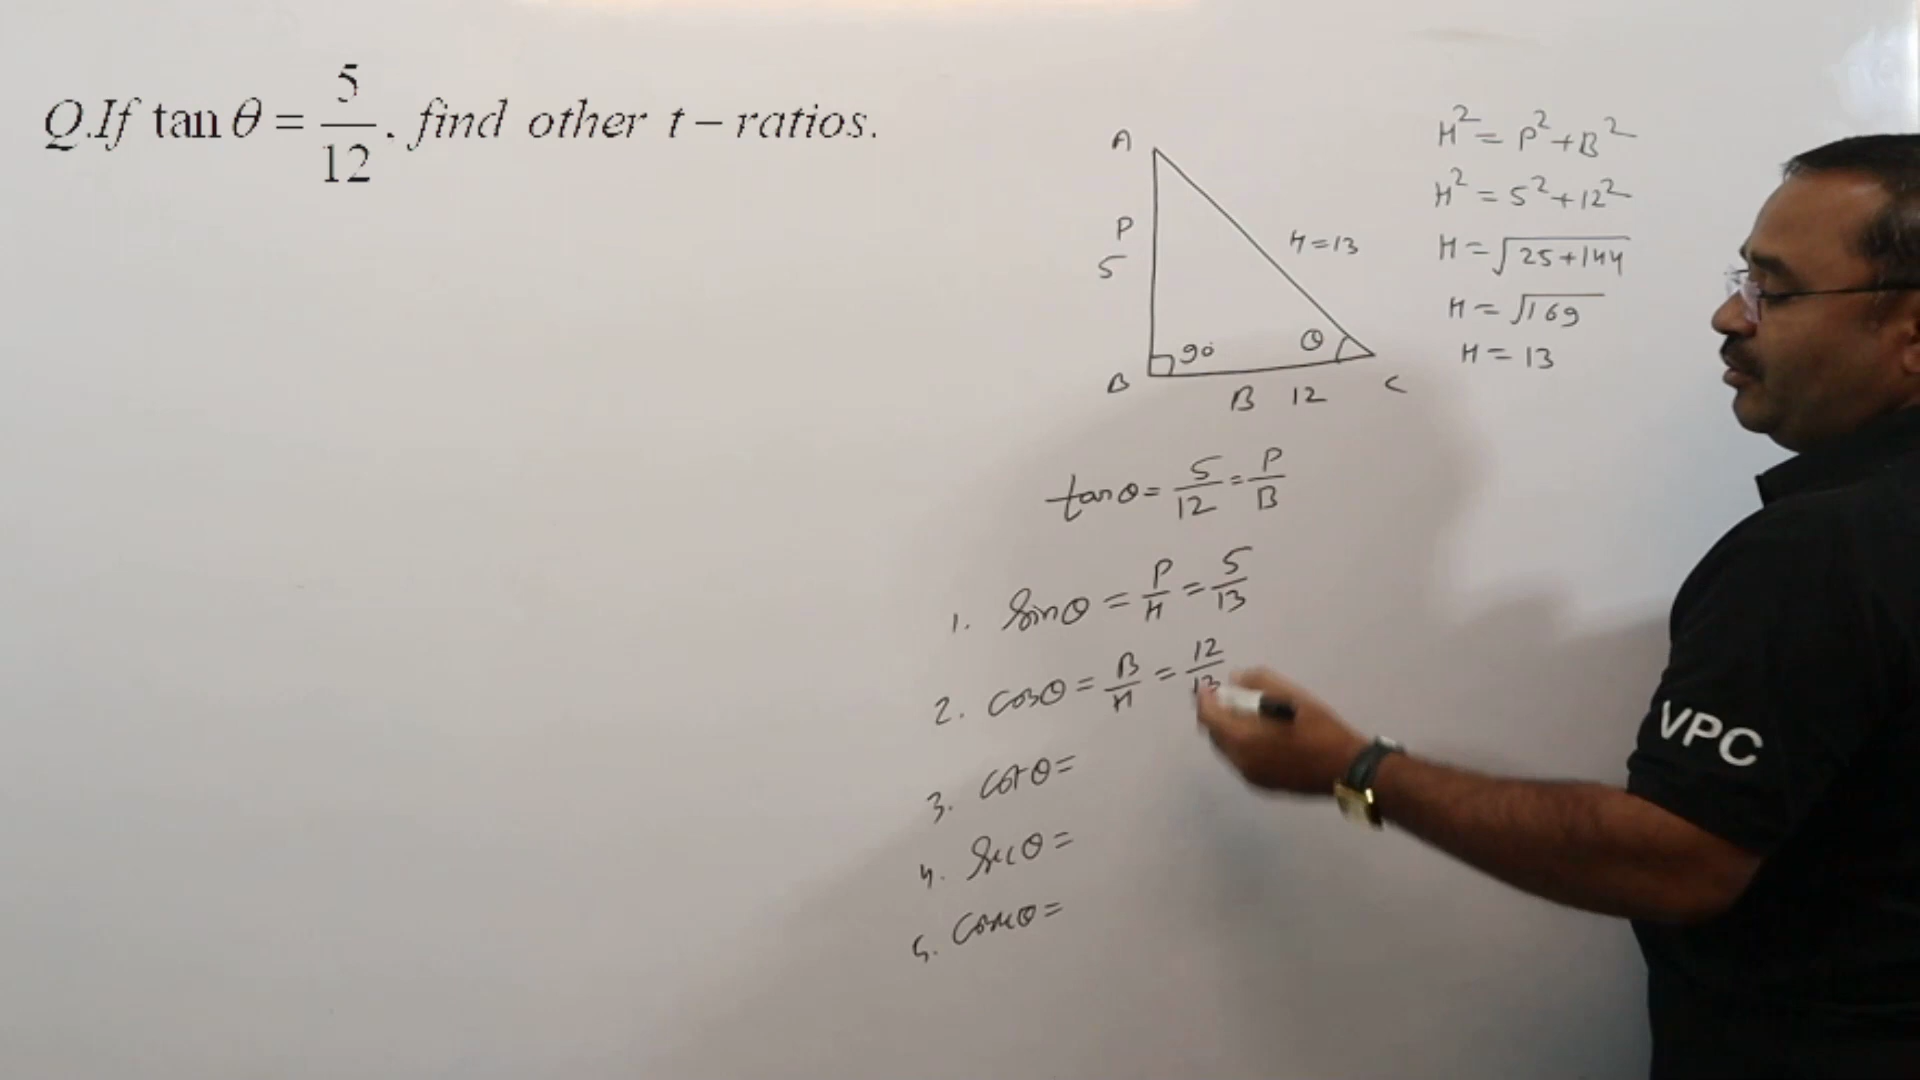 Q.If tan θ = 5/12, find other t-ratios.
A
P
5
H=13
90°
θ
B
B 12
C
H² = P² + B²
H² = 5² + 12²
H = √25+144
H = √169
H = 13
tanθ = 5/12 = P/B
1. Sinθ = P/H = 5/13
2. Cosθ = B/H = 12/13
3. Cotθ =
4. Secθ =
5. Cosecθ =
VPC